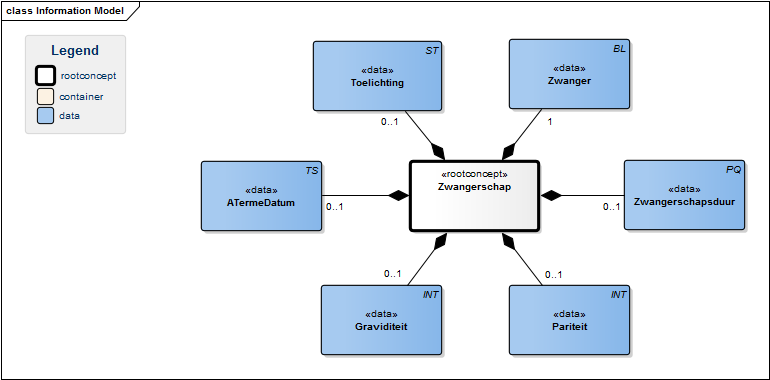 class Information Model
Legend
rootconcept
container
data
ST
«data»
Toelichting
0..1
BL
«data»
Zwanger
1
TS
«data»
ATermeDatum
0..1
«rootconcept»
Zwangerschap
PQ
«data»
Zwangerschapsduur
0..1
INT
«data»
Graviditeit
0..1
INT
«data»
Pariteit
0..1